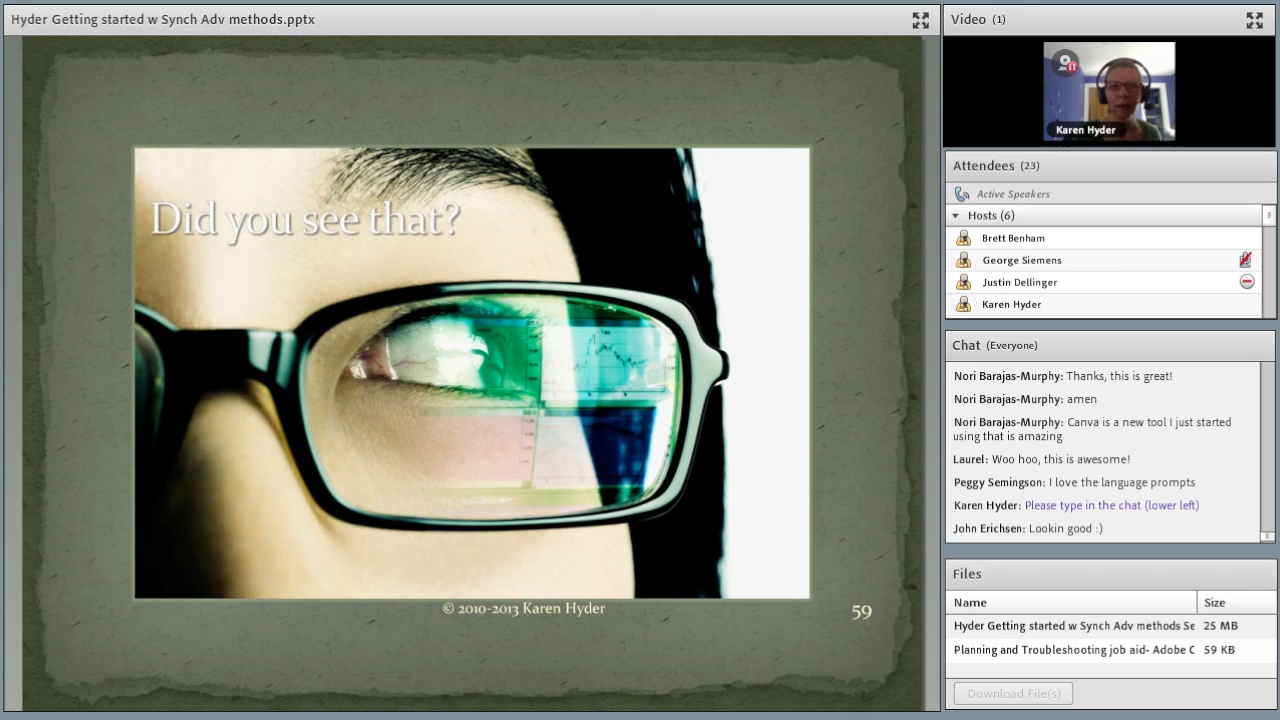 Hyder Getting started w Synch Adv methods.pptx
Did you see that?
© 2010-2013 Karen Hyder
59
Video (1)
Karen Hyder
Attendees (23)
Active Speakers
Hosts (6)
Brett Benham
George Siemens
Justin Dellinger
Karen Hyder
Chat (Everyone)
Nori Barajas-Murphy: Thanks, this is great!
Nori Barajas-Murphy: amen
Nori Barajas-Murphy: Canva is a new tool I just started
using that is amazing
Laurel: Woo hoo, this is awesome!
Peggy Semingson: I love the language prompts
Karen Hyder: Please type in the chat (lower left)
John Erichsen: Lookin good :)
Files
Name Size
Hyder Getting started w Synch Adv methods Se 25 MB
Planning and Troubleshooting job aid- Adobe C 59 KB
Download File(s)